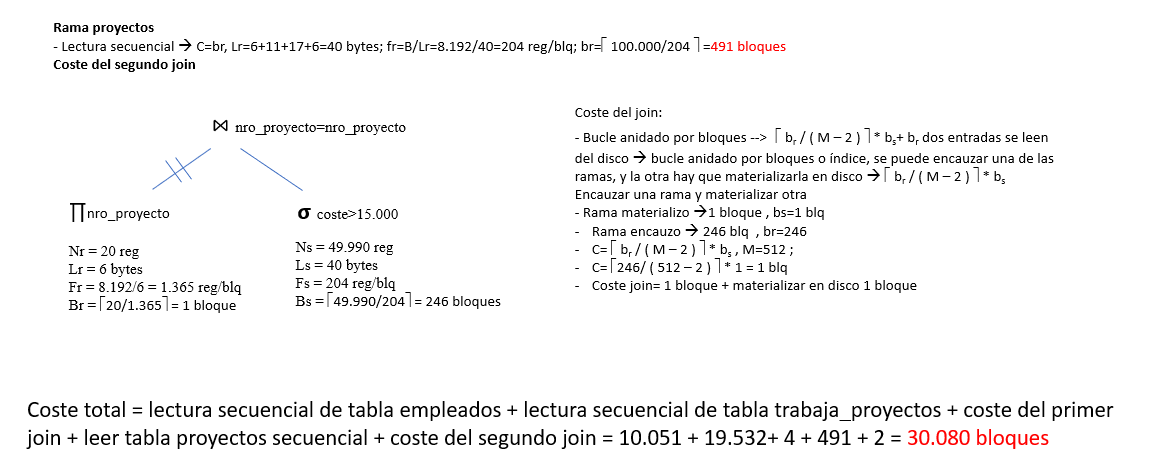 Rama proyectos
- Lectura secuencial → C=br, Lr=6+11+17+6=40 bytes; fr=B/Lr=8.192/40=204 reg/blq; br=⌈ 100.000/204 ⌉=491 bloques
Coste del segundo join
⋈ nro_proyecto=nro_proyecto
∏nro_proyecto
Nr = 20 reg
Lr = 6 bytes
Fr = 8.192/6 = 1.365 reg/blq
Br =⌈20/1.365⌉= 1 bloque
σ coste>15.000
Ns = 49.990 reg
Ls = 40 bytes
Fs = 204 reg/blq
Bs =⌈49.990/204⌉= 246 bloques
Coste del join:
- Bucle anidado por bloques --> ⌈ br / ( M – 2 ) ⌉ * bs+ br dos entradas se leen
del disco → bucle anidado por bloques o índice, se puede encauzar una de las
ramas, y la otra hay que materializarla en disco →⌈ br / ( M – 2 ) ⌉ * bs
Encauzar una rama y materializar otra
- Rama materializo →1 bloque , bs=1 blq
- Rama encauzo → 246 blq , br=246
- C=⌈ br / ( M – 2 ) ⌉ * bs , M=512 ;
- C=⌈246/ ( 512 – 2 ) ⌉ * 1 = 1 blq
- Coste join= 1 bloque + materializar en disco 1 bloque
Coste total = lectura secuencial de tabla empleados + lectura secuencial de tabla trabaja_proyectos + coste del primer
join + leer tabla proyectos secuencial + coste del segundo join = 10.051 + 19.532+ 4 + 491 + 2 = 30.080 bloques